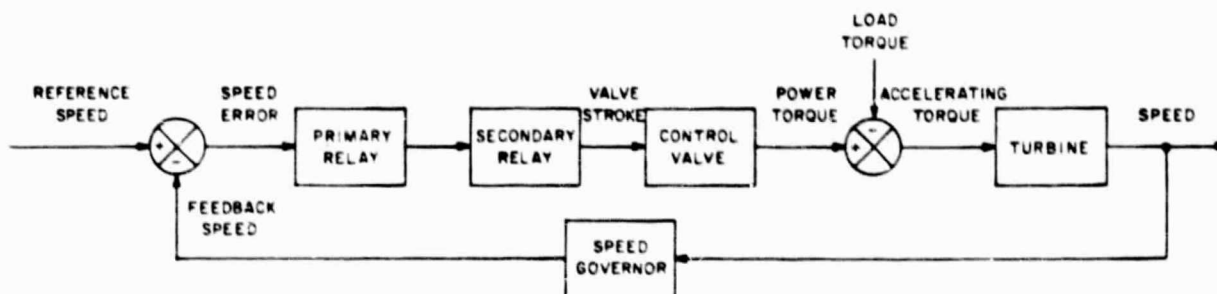 LOAD
TORQUE
REFERENCE
SPEED
SPEED
ERROR
PRIMARY
RELAY
SECONDARY
RELAY
VALVE
STROKE
CONTROL
VALVE
POWER
TORQUE
ACCELERATING
TORQUE
TURBINE
SPEED
+
-
+
-
FEEDBACK
SPEED
SPEED
GOVERNOR